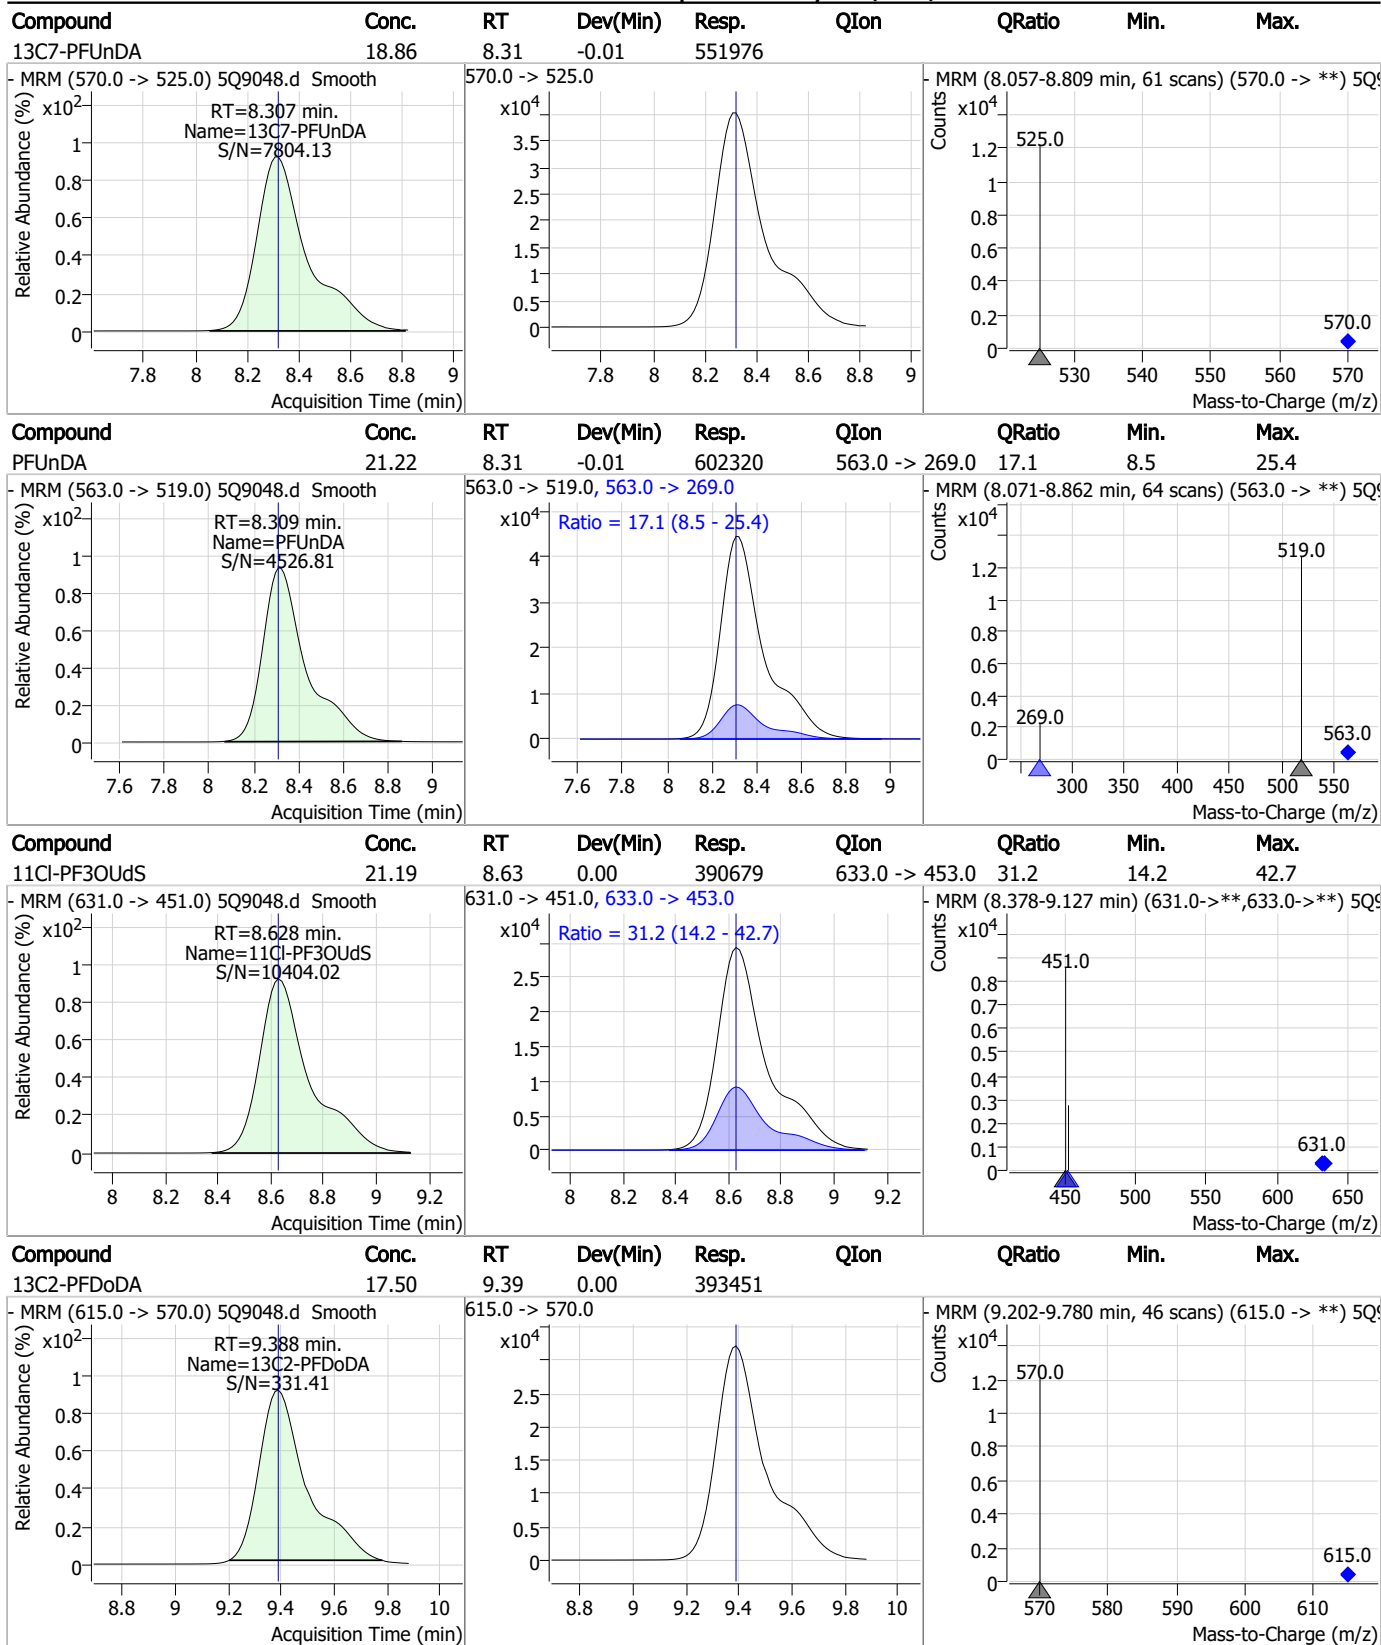 Compound Conc. RT Dev(Min) Resp. QIon QRatio Min. Max.
13C7-PFUnDA 18.86 8.31 -0.01 551976
- MRM (570.0 -> 525.0) 5Q9048.d Smooth
570.0 -> 525.0
- MRM (8.057-8.809 min, 61 scans) (570.0 -> **) 5Q9
Relative Abundance (%)
x10²
RT=8.307 min.
Name=13C7-PFUnDA
S/N=7804.13
1
0.8
0.6
0.4
0.2
0
7.8 8 8.2 8.4 8.6 8.8 9
Acquisition Time (min)
x10⁴
3.5
3
2.5
2
1.5
1
0.5
0
7.8 8 8.2 8.4 8.6 8.8 9
Counts
x10⁴
525.0
1.2
1
0.8
0.6
0.4
0.2
0
570.0
530 540 550 560 570
Mass-to-Charge (m/z)
Compound Conc. RT Dev(Min) Resp. QIon QRatio Min. Max.
PFUnDA 21.22 8.31 -0.01 602320 563.0 -> 269.0 17.1 8.5 25.4
- MRM (563.0 -> 519.0) 5Q9048.d Smooth
563.0 -> 519.0, 563.0 -> 269.0
- MRM (8.071-8.862 min, 64 scans) (563.0 -> **) 5Q9
Relative Abundance (%)
x10²
RT=8.309 min.
Name=PFUnDA
S/N=4526.81
1
0.8
0.6
0.4
0.2
0
7.6 7.8 8 8.2 8.4 8.6 8.8 9
Acquisition Time (min)
x10⁴
Ratio = 17.1 (8.5 - 25.4)
4
3
2
1
0
7.6 7.8 8 8.2 8.4 8.6 8.8 9
Counts
x10⁴
519.0
1.2
1
0.8
0.6
0.4
0.2
0
269.0
563.0
300 350 400 450 500 550
Mass-to-Charge (m/z)
Compound Conc. RT Dev(Min) Resp. QIon QRatio Min. Max.
11Cl-PF3OUdS 21.19 8.63 0.00 390679 633.0 -> 453.0 31.2 14.2 42.7
- MRM (631.0 -> 451.0) 5Q9048.d Smooth
631.0 -> 451.0, 633.0 -> 453.0
- MRM (8.378-9.127 min) (631.0->**,633.0->**) 5Q9
Relative Abundance (%)
x10²
RT=8.628 min.
Name=11Cl-PF3OUdS
S/N=10404.02
1
0.8
0.6
0.4
0.2
0
8 8.2 8.4 8.6 8.8 9 9.2
Acquisition Time (min)
x10⁴
Ratio = 31.2 (14.2 - 42.7)
2.5
2
1.5
1
0.5
0
8 8.2 8.4 8.6 8.8 9 9.2
Counts
x10⁴
451.0
0.8
0.7
0.6
0.5
0.4
0.3
0.2
0.1
0
631.0
450 500 550 600 650
Mass-to-Charge (m/z)
Compound Conc. RT Dev(Min) Resp. QIon QRatio Min. Max.
13C2-PFDoDA 17.50 9.39 0.00 393451
- MRM (615.0 -> 570.0) 5Q9048.d Smooth
615.0 -> 570.0
- MRM (9.202-9.780 min, 46 scans) (615.0 -> **) 5Q9
Relative Abundance (%)
x10²
RT=9.388 min.
Name=13C2-PFDoDA
S/N=331.41
1
0.8
0.6
0.4
0.2
0
8.8 9 9.2 9.4 9.6 9.8 10
Acquisition Time (min)
x10⁴
2.5
2
1.5
1
0.5
0
8.8 9 9.2 9.4 9.6 9.8 10
Counts
x10⁴
570.0
1.2
1
0.8
0.6
0.4
0.2
0
615.0
570 580 590 600 610
Mass-to-Charge (m/z)